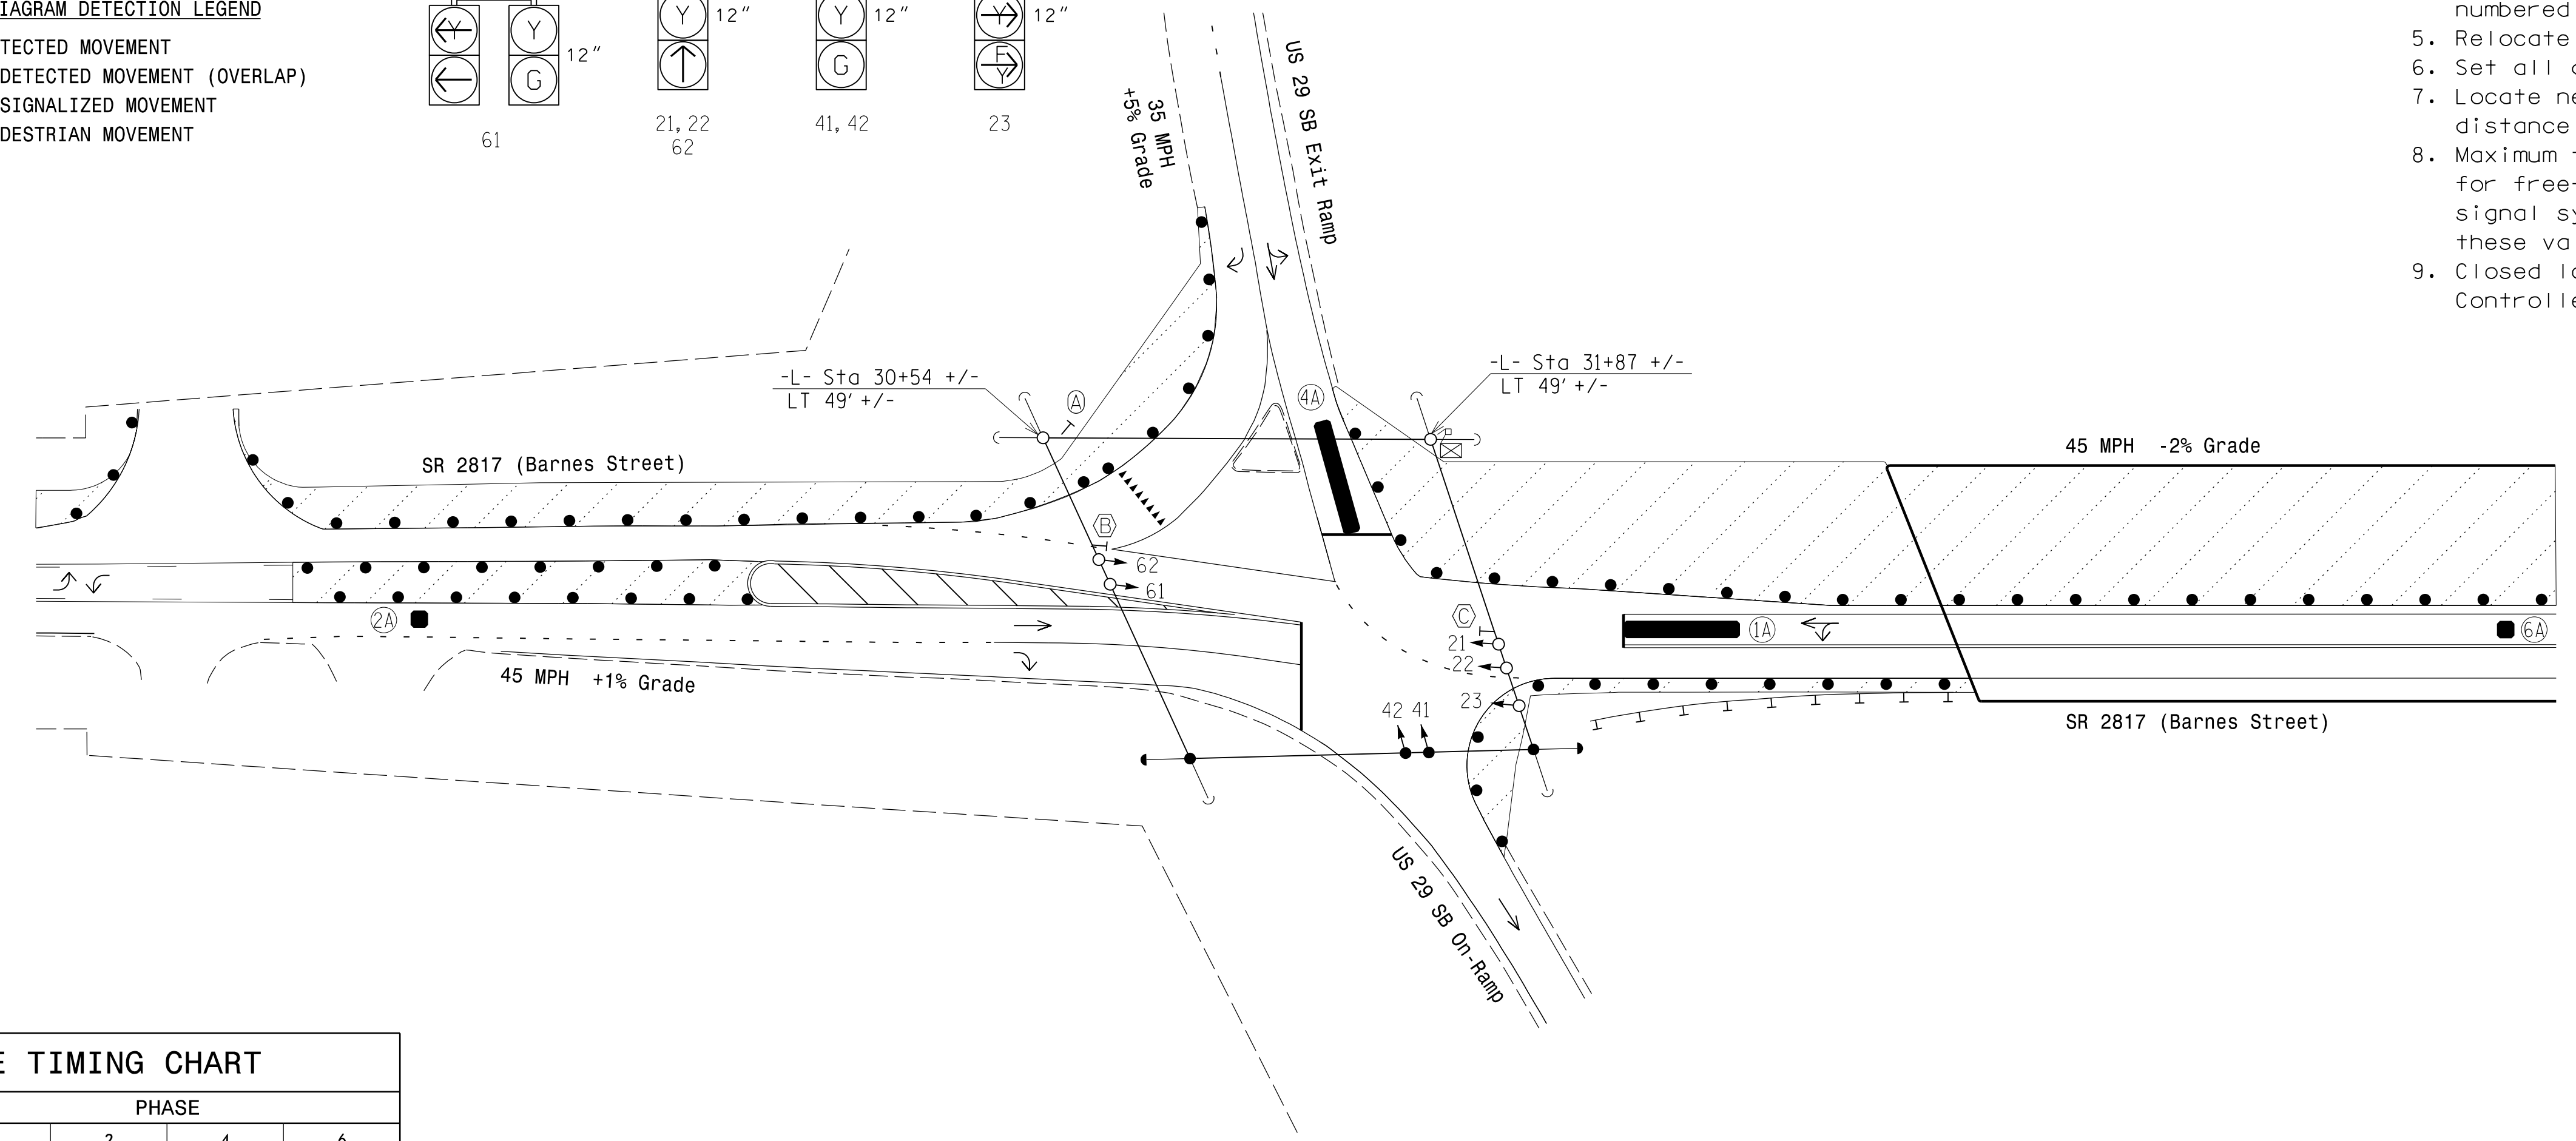 IAGRAM DETECTION LEGEND
TECTED MOVEMENT
DETECTED MOVEMENT (OVERLAP)
SIGNALIZED MOVEMENT
DESTRIAN MOVEMENT
Y Y
G
12"
61
Y 12"
21, 22
62
Y 12"
G
41, 42
Y 12"
F
Y
23
numbered
5. Relocate
6. Set all
7. Locate
distance
8. Maximum
for free-
signal
these
9. Closed
35 MPH
+5% Grade
US 29 SB Exit Ramp
-L- Sta 30+54 +/-
LT 49' +/-
-L- Sta 31+87 +/-
LT 49' +/-
A
4A
SR 2817 (Barnes Street)
45 MPH -2% Grade
B
62
61
2A
C
21
22
23
1A
6A
42 41
45 MPH +1% Grade
SR 2817 (Barnes Street)
US 29 SB On-Ramp
E TIMING CHART
PHASE
2 4 6